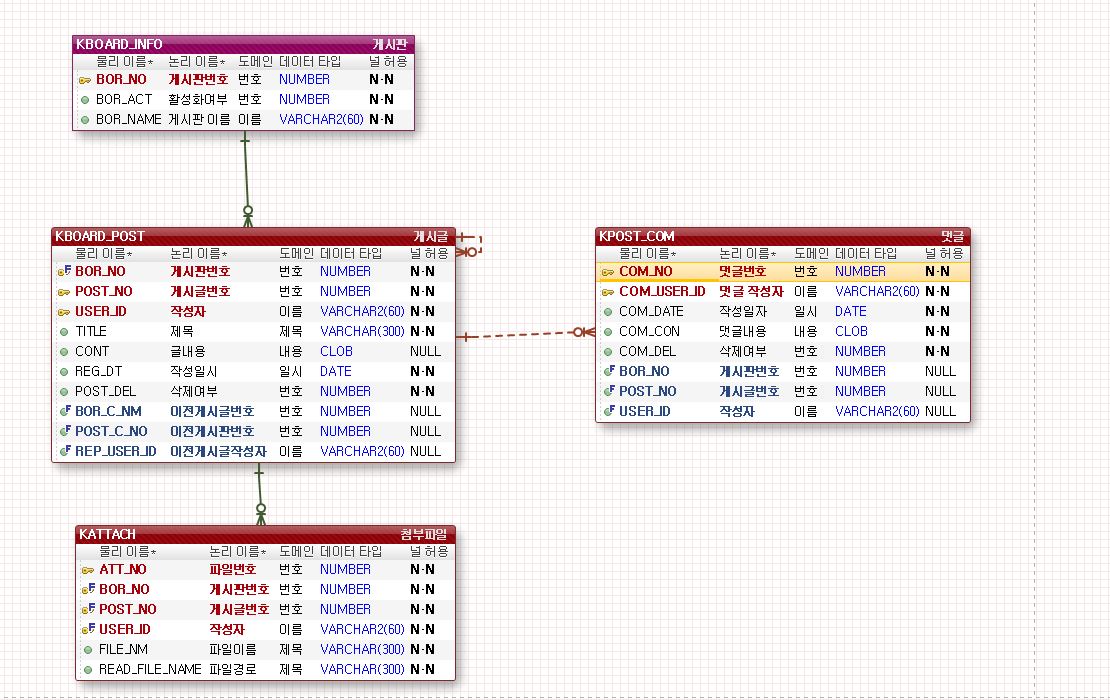 KBOARD_INFO 게시판
물리 이름* 논리 이름* 도메인 데이터 타입 널 허용
BOR_NO 게시판번호 번호 NUMBER N-N
BOR_ACT 활성화여부 번호 NUMBER N-N
BOR_NAME 게시판 이름 이름 VARCHAR2(60) N-N
KBOARD_POST 게시글
물리 이름* 논리 이름* 도메인 데이터 타입 널 허용
BOR_NO 게시판번호 번호 NUMBER N-N
POST_NO 게시글번호 번호 NUMBER N-N
USER_ID 작성자 이름 VARCHAR2(60) N-N
TITLE 제목 제목 VARCHAR(300) N-N
CONT 글내용 내용 CLOB NULL
REG_DT 작성일시 일시 DATE N-N
POST_DEL 삭제여부 번호 NUMBER N-N
BOR_C_NM 이전게시글번호 번호 NUMBER NULL
POST_C_NO 이전게시판번호 번호 NUMBER NULL
REP_USER_ID 이전게시글작성자 이름 VARCHAR2(60) NULL
KPOST_COM 댓글
물리 이름* 논리 이름* 도메인 데이터 타입 널 허용
COM_NO 댓글번호 번호 NUMBER N-N
COM_USER_ID 댓글 작성자 이름 VARCHAR2(60) N-N
COM_DATE 작성일자 일시 DATE N-N
COM_CON 댓글내용 내용 CLOB N-N
COM_DEL 삭제여부 번호 NUMBER N-N
BOR_NO 게시판번호 번호 NUMBER NULL
POST_NO 게시글번호 번호 NUMBER NULL
USER_ID 작성자 이름 VARCHAR2(60) NULL
KATTACH 첨부파일
물리 이름* 논리 이름* 도메인 데이터 타입 널 허용
ATT_NO 파일번호 번호 NUMBER N-N
BOR_NO 게시판번호 번호 NUMBER N-N
POST_NO 게시글번호 번호 NUMBER N-N
USER_ID 작성자 이름 VARCHAR2(60) N-N
FILE_NM 파일이름 제목 VARCHAR(300) N-N
READ_FILE_NAME 파일경로 제목 VARCHAR(300) N-N